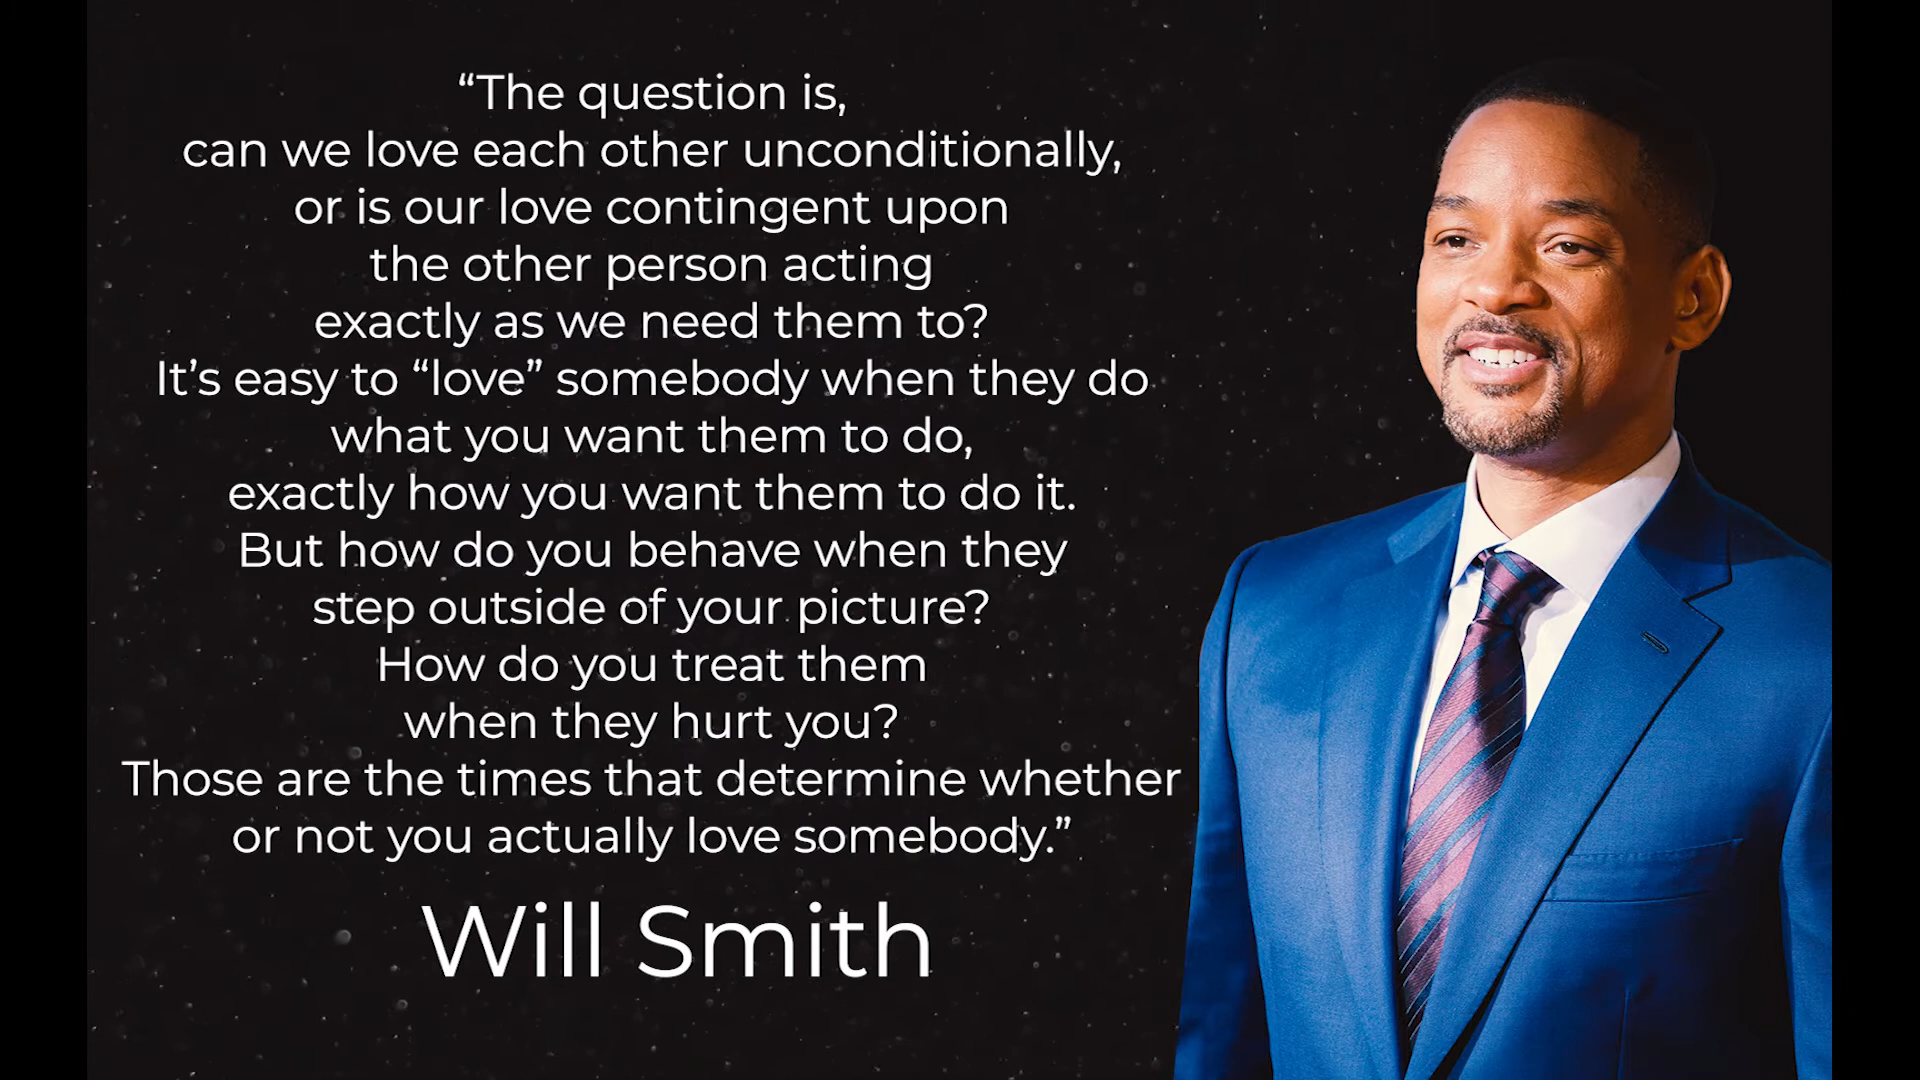 “The question is,
can we love each other unconditionally,
or is our love contingent upon
the other person acting
exactly as we need them to?
It’s easy to “love” somebody when they do
what you want them to do,
exactly how you want them to do it.
But how do you behave when they
step outside of your picture?
How do you treat them
when they hurt you?
Those are the times that determine whether
or not you actually love somebody.”
Will Smith